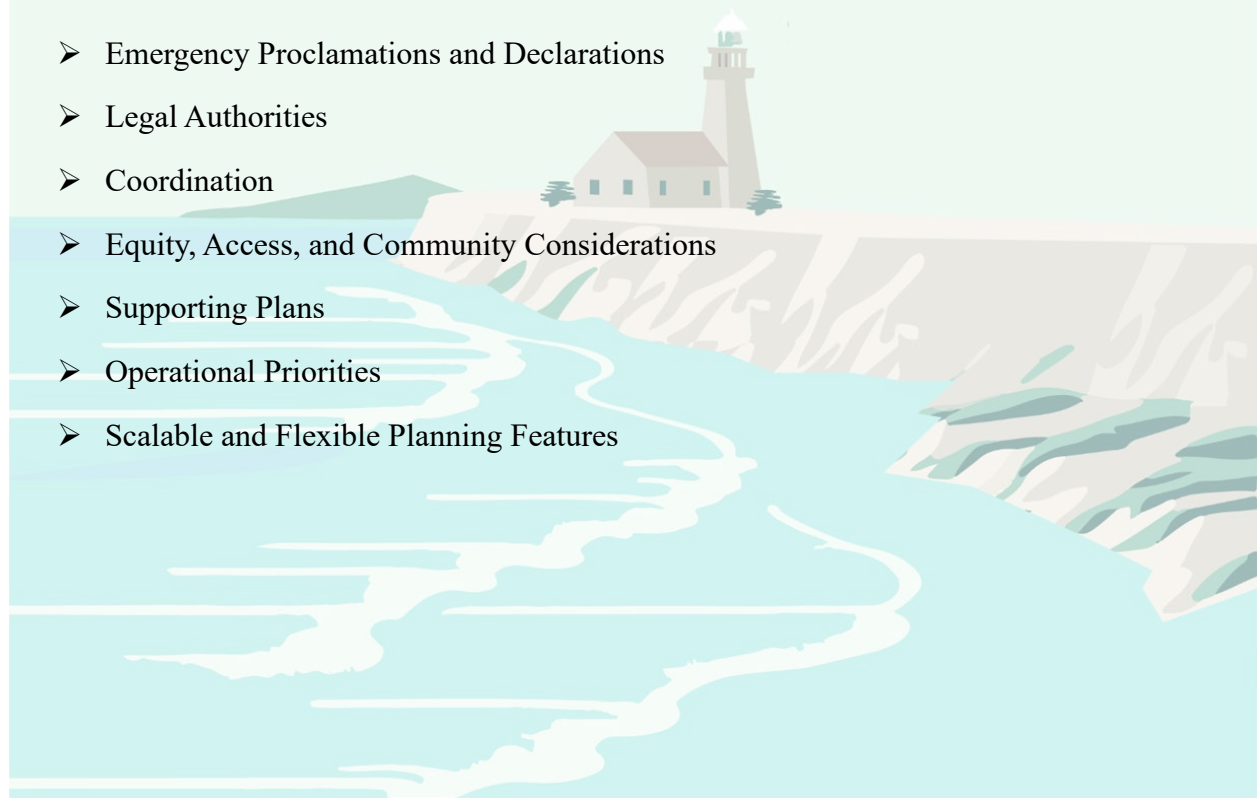 ➢ Emergency Proclamations and Declarations
➢ Legal Authorities
➢ Coordination
➢ Equity, Access, and Community Considerations
➢ Supporting Plans
➢ Operational Priorities
➢ Scalable and Flexible Planning Features